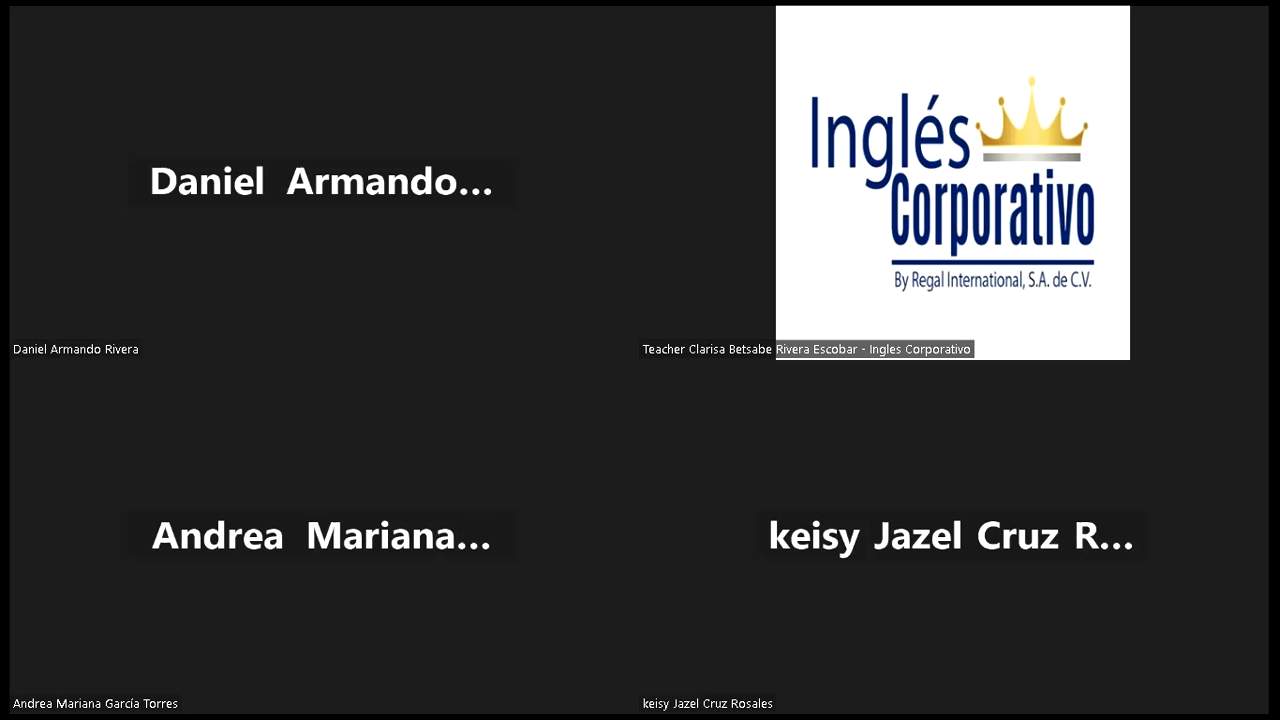 Daniel Armando...
Daniel Armando Rivera
Inglés
Corporativo
By Regal International, S.A. de C.V.
Teacher Clarisa Betsabe Rivera Escobar - Ingles Corporativo
Andrea Mariana...
Andrea Mariana García Torres
keisy Jazel Cruz R...
keisy Jazel Cruz Rosales